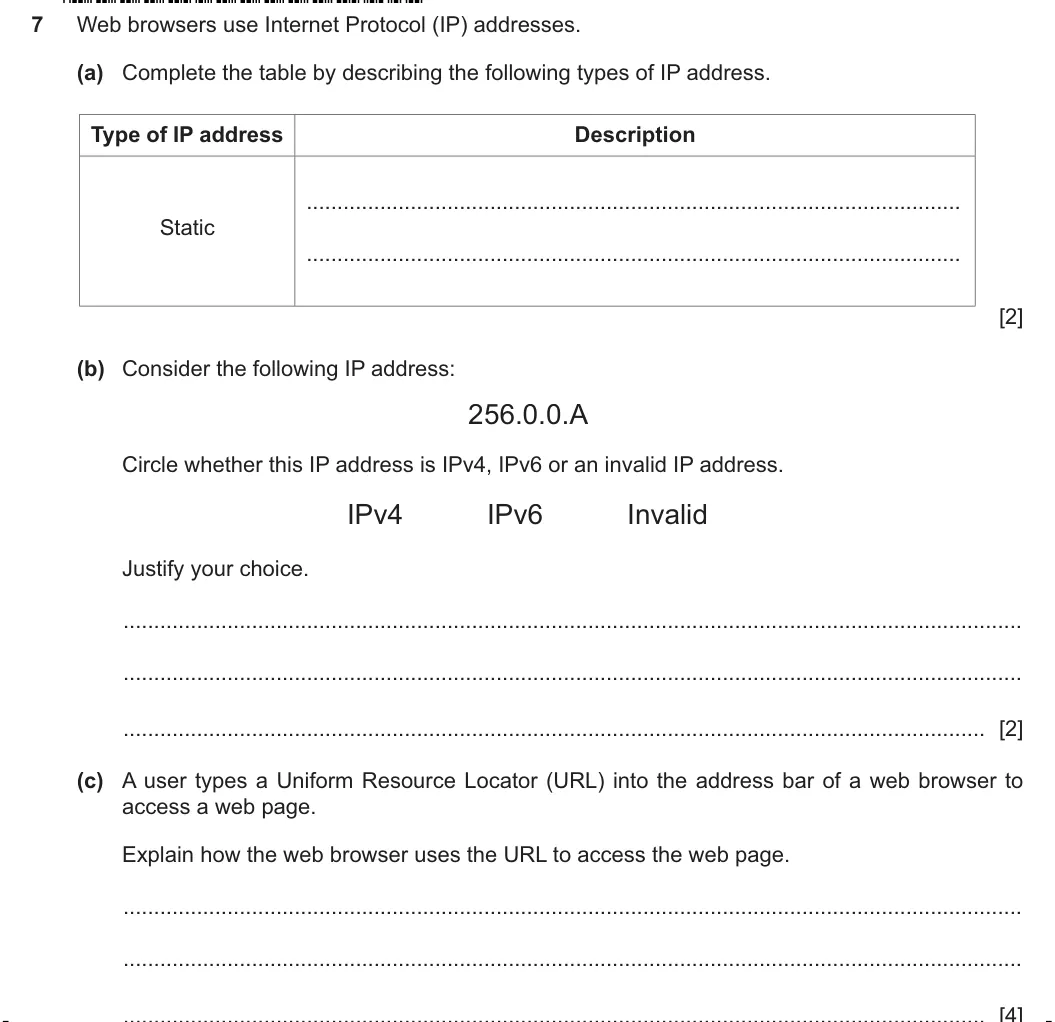 7 Web browsers use Internet Protocol (IP) addresses.
(a) Complete the table by describing the following types of IP address.
Type of IP address Description
Static
..........
..........
[2]
(b) Consider the following IP address:
256.0.0.A
Circle whether this IP address is IPv4, IPv6 or an invalid IP address.
IPv4 IPv6 Invalid
Justify your choice.
..........
..........
.......... [2]
(c) A user types a Uniform Resource Locator (URL) into the address bar of a web browser to
access a web page.
Explain how the web browser uses the URL to access the web page.
..........
..........
.......... [4]